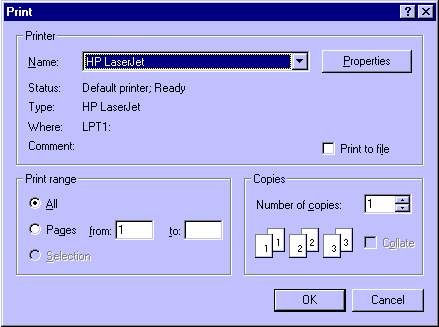 Print
Printer
Name: HP LaserJet Properties
Status: Default printer; Ready
Type: HP LaserJet
Where: LPT1:
Comment: Print to file
Print range
All
Pages from: 1 to:
Selection
Copies
Number of copies: 1
1 1 2 2 3 3 Collate
OK Cancel